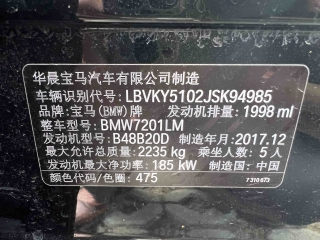 华晨宝马汽车有限公司制造
车辆识别代号: LBVKY5102JSK94985
品牌: 宝马(BMW)牌 发动机排量: 1998 ml
整车型号: BMW7201LM
发动机型号: B48B20D 制造年月: 2017.12
最大允许总质量: 2235 kg 乘坐人数: 5 人
发动机最大净功率: 185 kW 制造国: 中国
颜色代码/色圈: 475
7 310 673